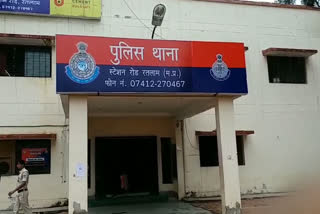 पुलिस थाना
स्टेशन रोड रतलाम (म.प्र.)
फोन नं. 07412-270467